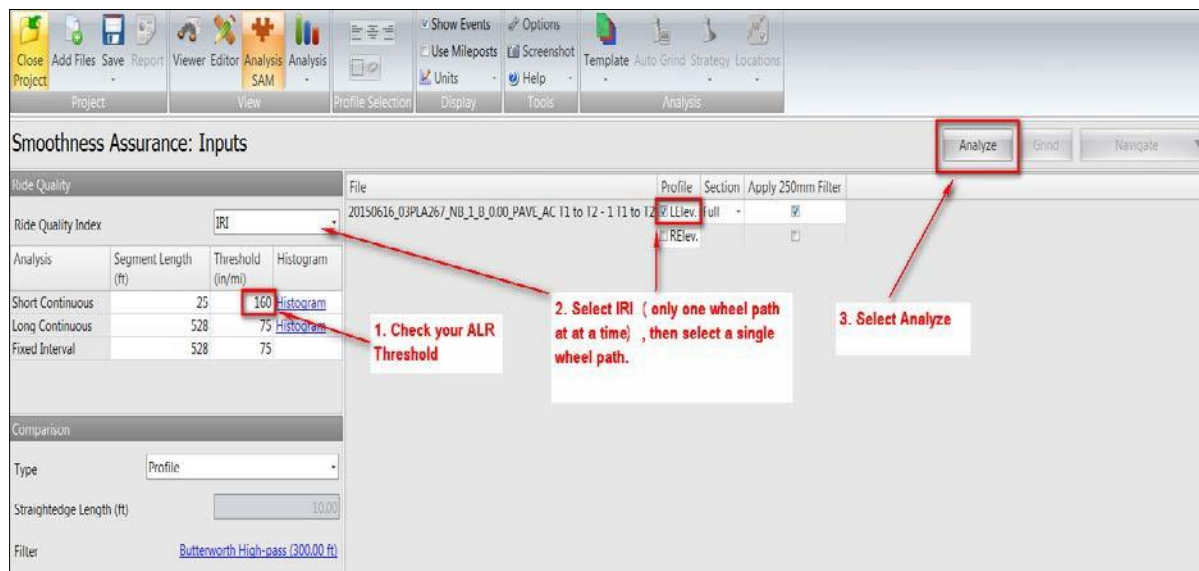 Show Events
Options
Use Mileposts
Screenshot
Close Project
Add Files
Save
Report
Viewer
Editor
Analysis SAM
Analysis
Units
Help
Template
Auto Grind
Strategy
Locations
Project
View
Profile Selection
Display
Tools
Analysis
Smoothness Assurance: Inputs
Analyze
Grind
Navigate
Ride Quality
File
Profile
Section
Apply 250mm Filter
Ride Quality Index
IRI
20150616_03PLA267_NB_1_B_0.00_PAVE_AC T1 to T2 - 1 T1 to T2
LElev.
Full
RElev.
Analysis Segment Length (ft) Threshold (in/mi) Histogram
Short Continuous 25 160 Histogram
Long Continuous 528 75 Histogram
Fixed Interval 528 75
1. Check your ALR
Threshold
2. Select IRI ( only one wheel path
at at a time) , then select a single
wheel path.
3. Select Analyze
Comparison
Type Profile
Straightedge Length (ft) 10.00
Filter Butterworth High-pass (300.00 ft)